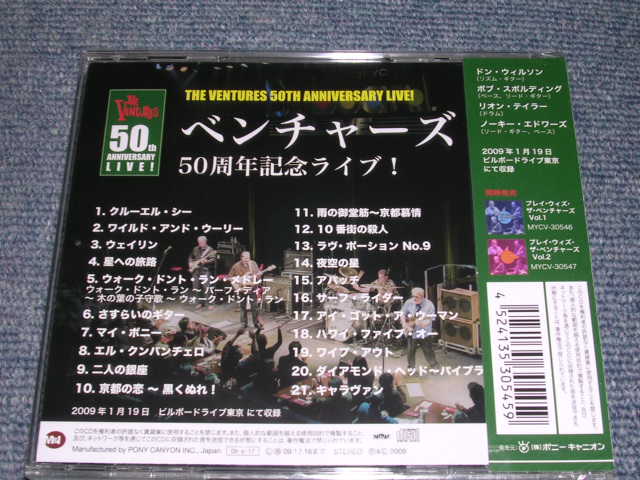 THE VENTURES
50th
ANNIVERSARY
LIVE!
THE VENTURES 50TH ANNIVERSARY LIVE!
ベンチャーズ
50周年記念ライブ！
1. クルーエル・シー
2. ワイルド・アンド・ウーリー
3. ウェイリン
4. 星への旅路
5. ウォーク・ドント・ラン・メドレー
ウォーク・ドント・ラン ～ パーフィディア
～ 木の葉の子守歌 ～ ウォーク・ドント・ラン
6. さすらいのギター
7. マイ・ボニー
8. エル・クンバンチェロ
9. 二人の銀座
10. 京都の恋 ～ 黒くぬれ！
11. 雨の御堂筋～京都慕情
12. 10番街の殺人
13. ラヴ・ポーション No.9
14. 夜空の星
15. アパッチ
16. サーフ・ライダー
17. アイ・ゴット・ア・ウーマン
18. ハワイ・ファイブ・オー
19. ワイプ・アウト
20. ダイアモンド・ヘッド～パイプラ
21. キャラヴァン
2009年1月19日 ビルボードライブ東京 にて収録
Manufactured by PONY CANYON INC., Japan
STEREO
2009
ドン・ウィルソン
（リズム・ギター）
ボブ・スポルディング
（ベース、リード・ギター）
リオン・テイラー
（ドラム）
ノーキー・エドワーズ
（リード・ギター、ベース）
2009年1月19日
ビルボードライブ東京
にて収録
プレイ・ウィズ・
ザ・ベンチャーズ
Vol.1
MYCV-30546
プレイ・ウィズ・
ザ・ベンチャーズ
Vol.2
MYCV-30547
4524135305459
発売元：(株)ポニーキャニオン